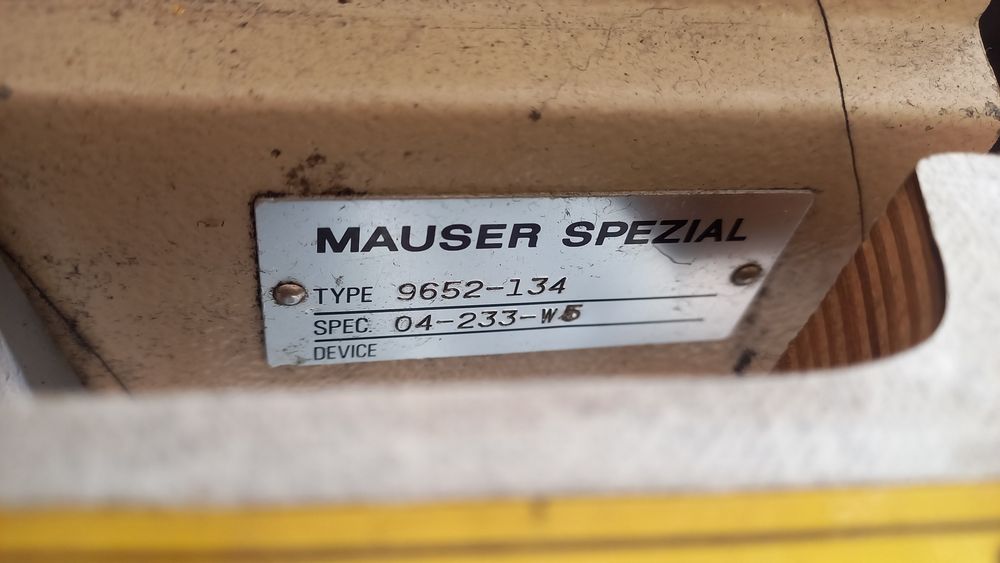 MAUSER SPEZIAL
TYPE 9652-134
SPEC. 04-233-W5
DEVICE